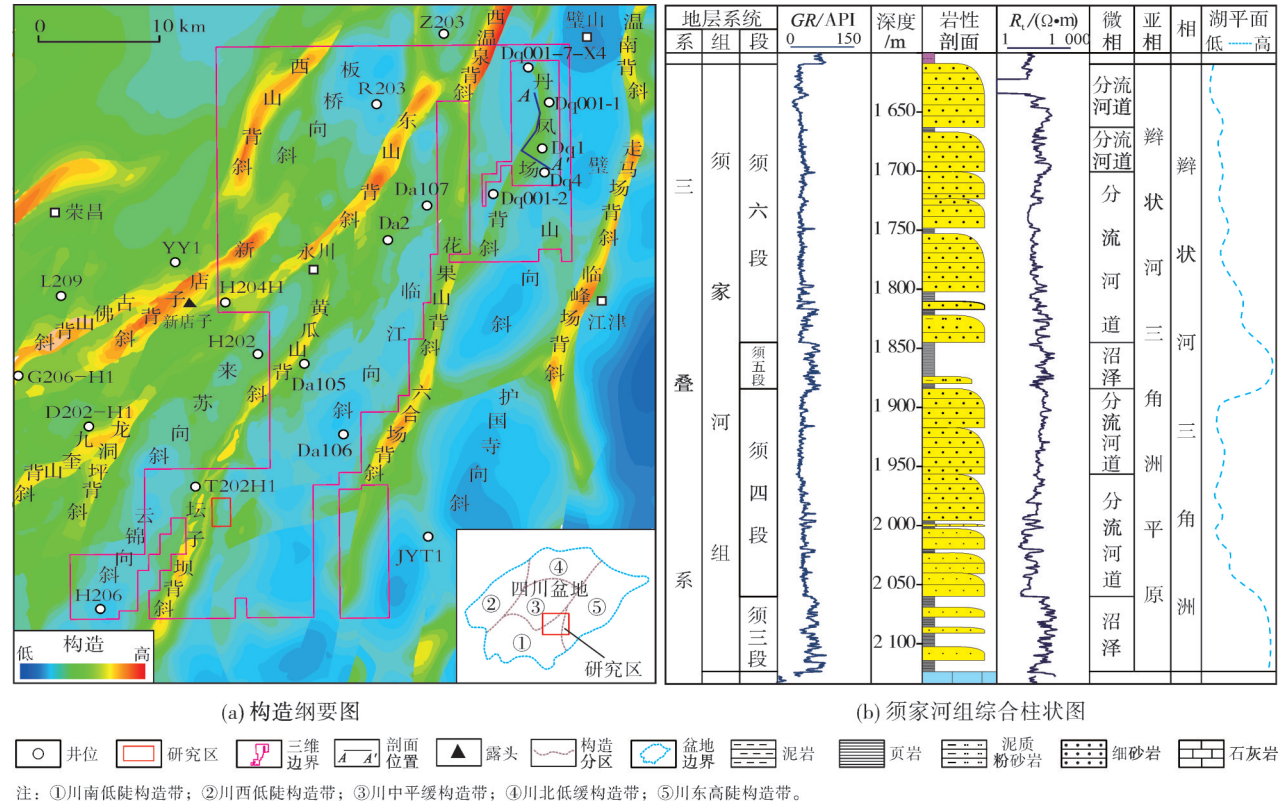 0 10 km
Z203
西温泉背斜
璧山
温南背斜
Dq001-7-X4
丹凤场背斜
A
Dq001-1
Dq1
A′
Dq4
Dq001-2
璧山向斜
走马场背斜
西山背斜
板桥向斜
R203
东山背斜
Da107
Da2
荣昌
YY1
L209
新店子背斜
新店子
古佛山背斜
H204H
永川
黄瓜山背斜
临江向斜
花果山背斜
临峰场背斜
江津
G206-H1
H202
来苏向斜
Da105
D202-H1
九奎山背斜
龙洞坪背斜
Da106
六合场背斜
护国寺向斜
T202H1
云锦向斜
坛子坝背斜
JYT1
H206
构造
低 高
四川盆地
① ② ③ ④ ⑤
研究区
(a) 构造纲要图
地层系统
系 组 段
GR/API
0 150
深度
/m
岩性
剖面
Rt/(Ω•m)
1 1 000
微相
亚相
相
湖平面
低 高
三叠系
须家河组
须六段
须五段
须四段
须三段
1 650
1 700
1 750
1 800
1 850
1 900
1 950
2 000
2 050
2 100
分流
河道
分流
河道
分流河道
沼泽
分流河道
分流河道
沼泽
辫状河三角洲平原
辫状河三角洲
(b) 须家河组综合柱状图
井位
研究区
三维
边界
A A′
剖面
位置
露头
构造
分区
盆地
边界
泥岩
页岩
泥质
粉砂岩
细砂岩
石灰岩
注：①川南低陡构造带；②川西低陡构造带；③川中平缓构造带；④川北低缓构造带；⑤川东高陡构造带。